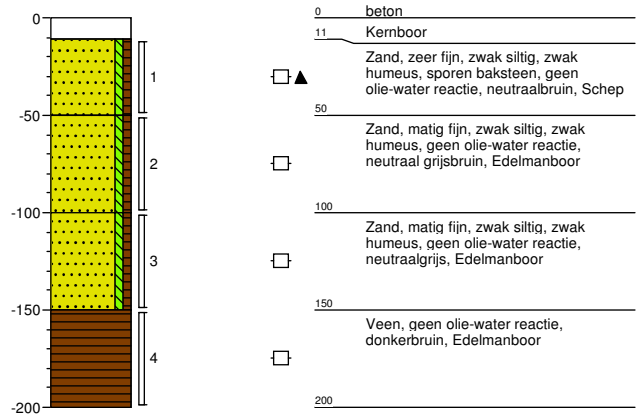 0
-50
-100
-150
-200
1
2
3
4
0 beton
11 Kernboor
Zand, zeer fijn, zwak siltig, zwak
humeus, sporen baksteen, geen
olie-water reactie, neutraalbruin, Schep
50
Zand, matig fijn, zwak siltig, zwak
humeus, geen olie-water reactie,
neutraal grijsbruin, Edelmanboor
100
Zand, matig fijn, zwak siltig, zwak
humeus, geen olie-water reactie,
neutraalgrijs, Edelmanboor
150
Veen, geen olie-water reactie,
donkerbruin, Edelmanboor
200